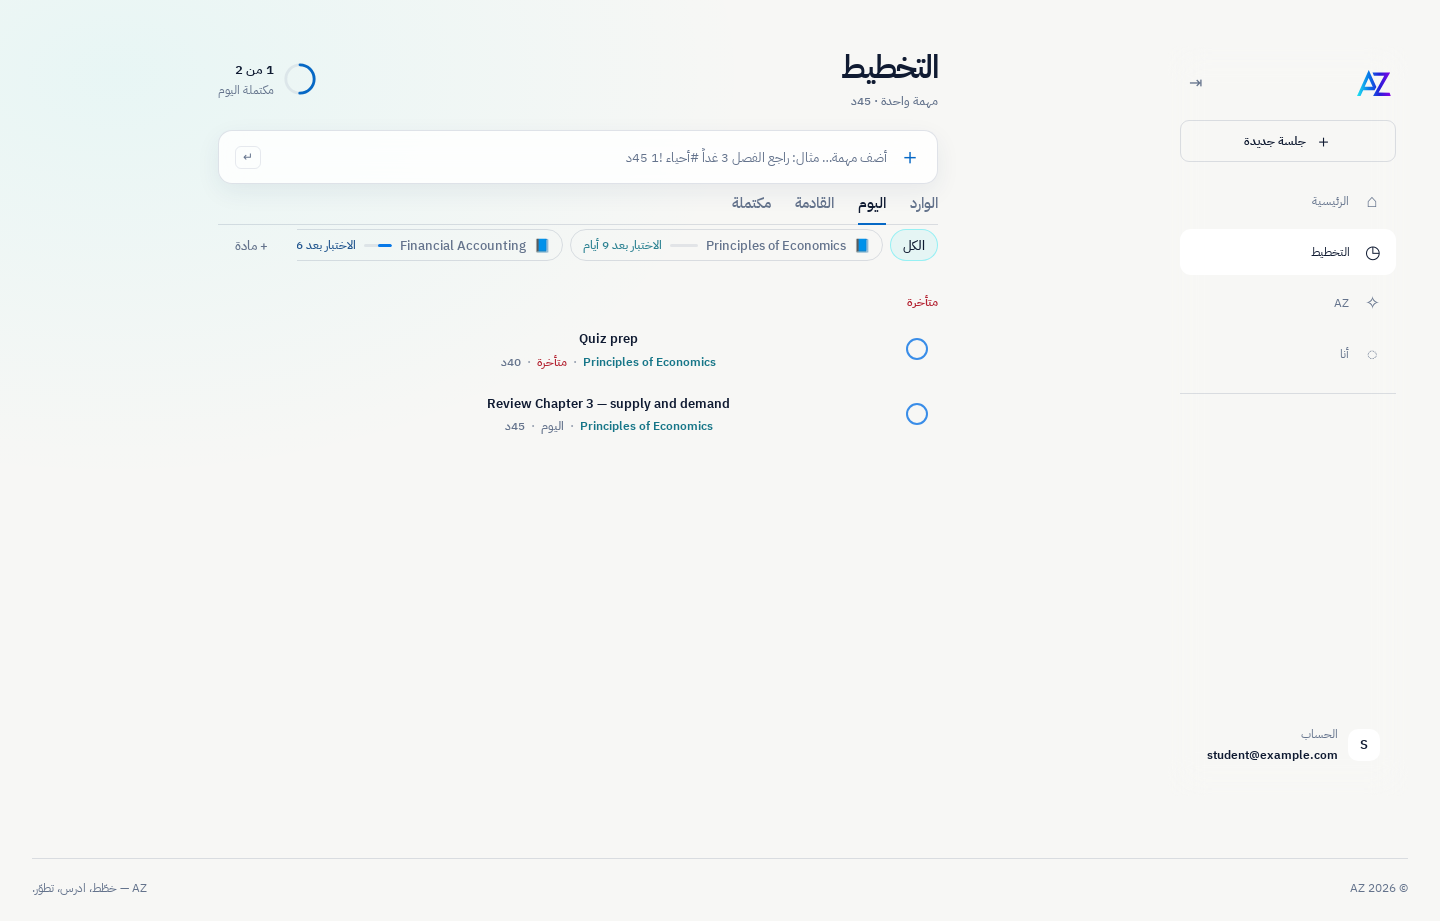 AZ
⇥
+ جلسة جديدة
الرئيسية
التخطيط
AZ
أنا
الحساب
S
student@example.com
التخطيط
مهمة واحدة · 45د
1 من 2
مكتملة اليوم
+ أضف مهمة... مثال: راجع الفصل 3 غداً #أحياء !1 45د ↵
الوارد اليوم القادمة مكتملة
الكل 📘 Principles of Economics الاختبار بعد 9 أيام 📘 Financial Accounting الاختبار بعد 6 + مادة
متأخرة
Quiz prep
Principles of Economics · متأخرة · 40د
Review Chapter 3 — supply and demand
Principles of Economics · اليوم · 45د
© 2026 AZ
AZ — خطّط، ادرس، تطوّر.